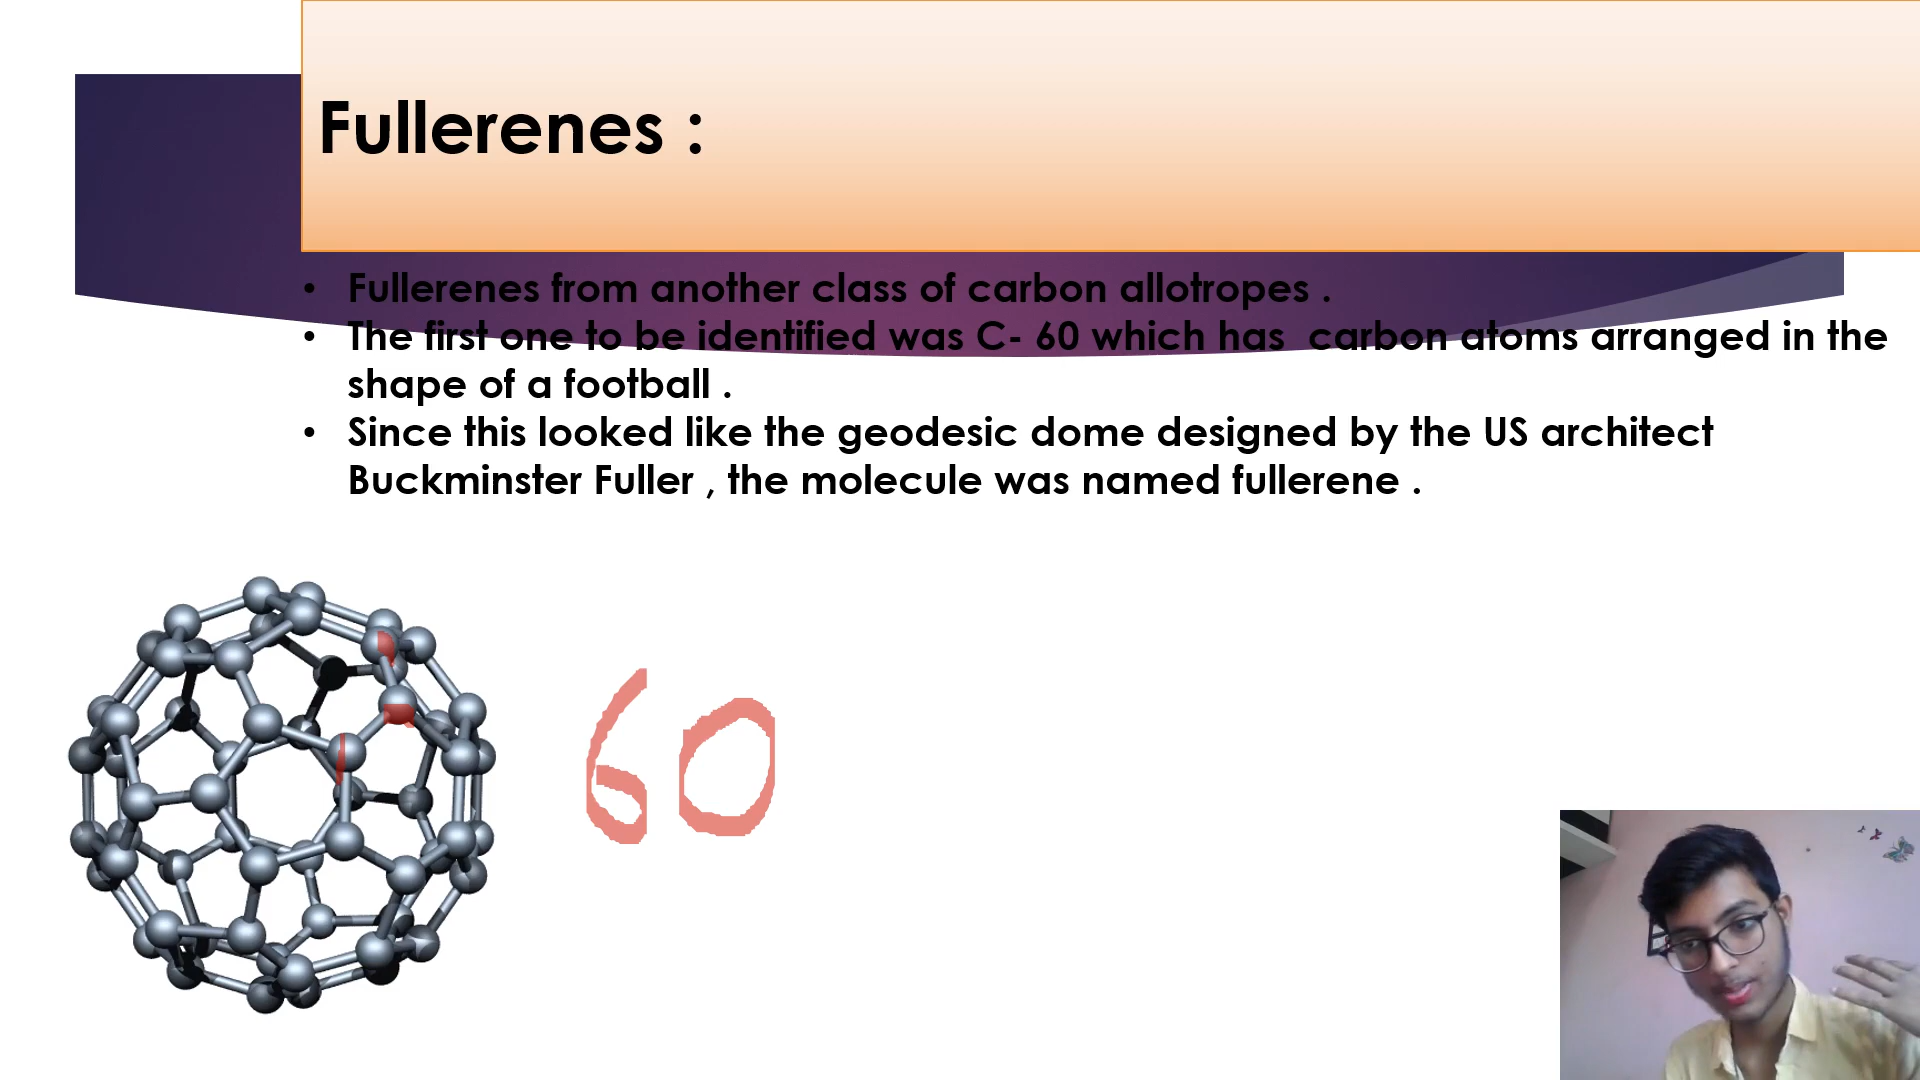 Fullerenes :
• Fullerenes from another class of carbon allotropes .
• The first one to be identified was C- 60 which has  carbon atoms arranged in the
shape of a football .
• Since this looked like the geodesic dome designed by the US architect
Buckminster Fuller , the molecule was named fullerene .
60